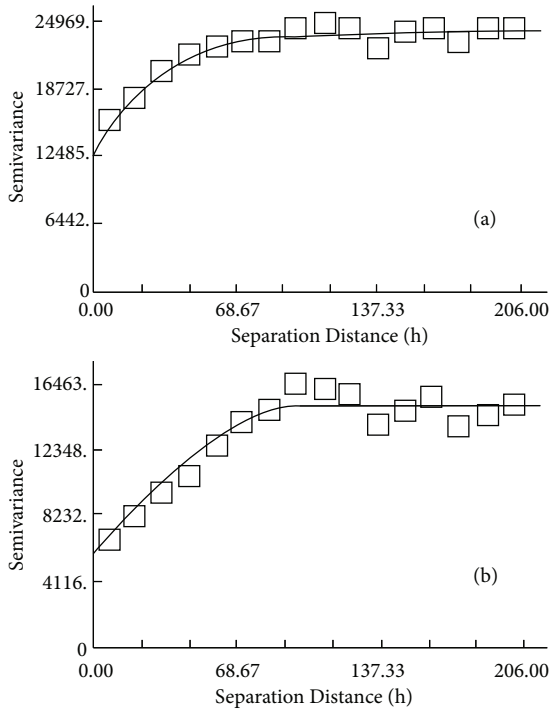 24969.
18727.
12485.
6442.
0
Semivariance
(a)
0.00 68.67 137.33 206.00
Separation Distance (h)
16463.
12348.
8232.
4116.
0
Semivariance
(b)
0.00 68.67 137.33 206.00
Separation Distance (h)